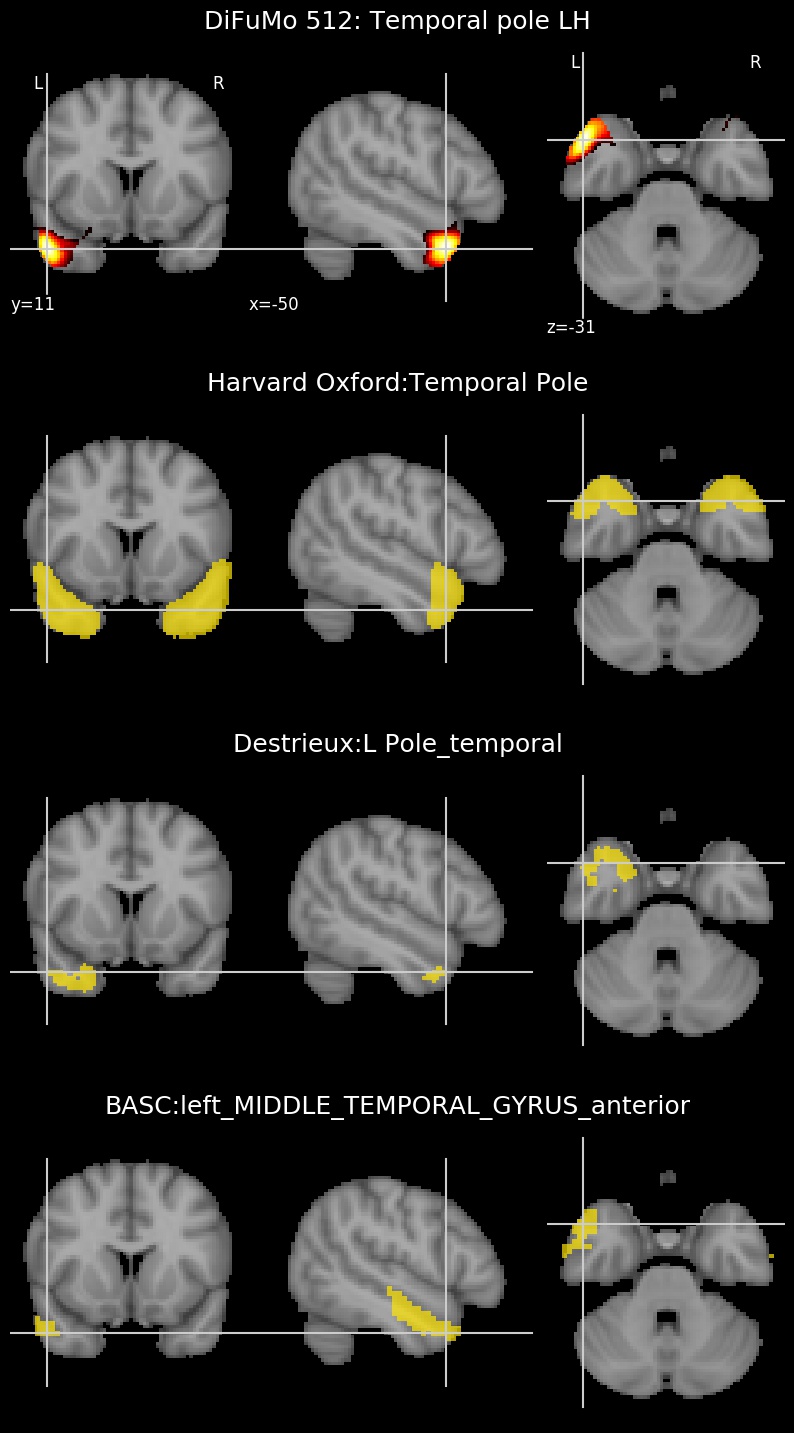 DiFuMo 512: Temporal pole LH
L R
L R
y=11
x=-50
z=-31
Harvard Oxford:Temporal Pole
Destrieux:L Pole_temporal
BASC:left_MIDDLE_TEMPORAL_GYRUS_anterior